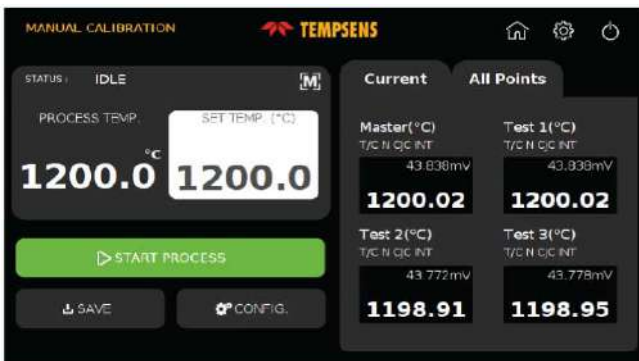 MANUAL CALIBRATION
TEMPSENS
STATUS : IDLE
[M]
PROCESS TEMP.
°C
1200.0
SET TEMP. (°C)
1200.0
START PROCESS
SAVE
CONFIG.
Current
All Points
Master(°C)
T/C N CJC INT
43.838mV
1200.02
Test 1(°C)
T/C N CJC INT
43.838mV
1200.02
Test 2(°C)
T/C N CJC INT
43.772mV
1198.91
Test 3(°C)
T/C N CJC INT
43.778mV
1198.95